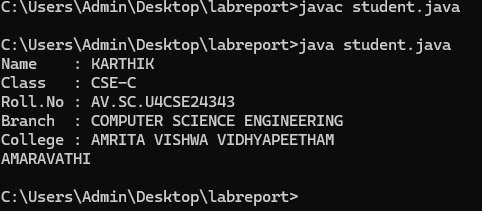 C:\Users\Admin\Desktop\labreport>javac student.java
C:\Users\Admin\Desktop\labreport>java student.java
Name    : KARTHIK
Class   : CSE-C
Roll.No : AV.SC.U4CSE24343
Branch  : COMPUTER SCIENCE ENGINEERING
College : AMRITA VISHWA VIDHYAPEETHAM
AMARAVATHI
C:\Users\Admin\Desktop\labreport>